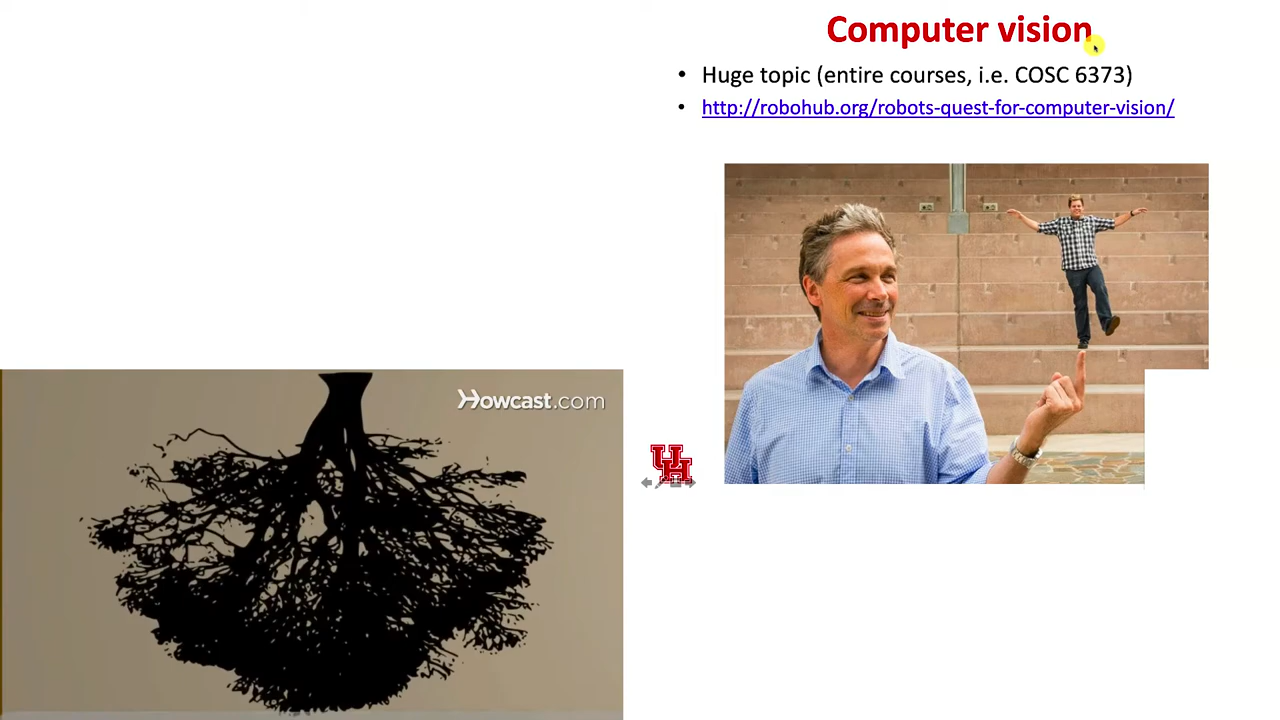 Computer vision
• Huge topic (entire courses, i.e. COSC 6373)
• http://robohub.org/robots-quest-for-computer-vision/
Howcast.com
UH